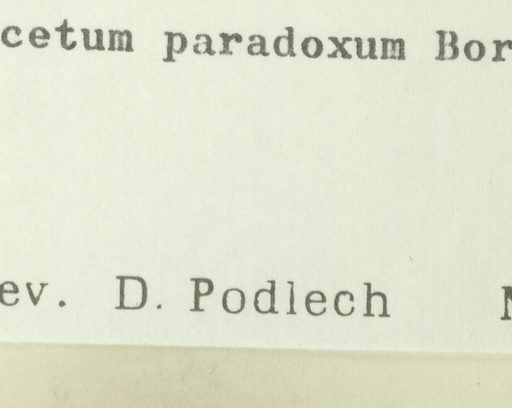 cetum paradoxum Bor
ev. D. Podlech